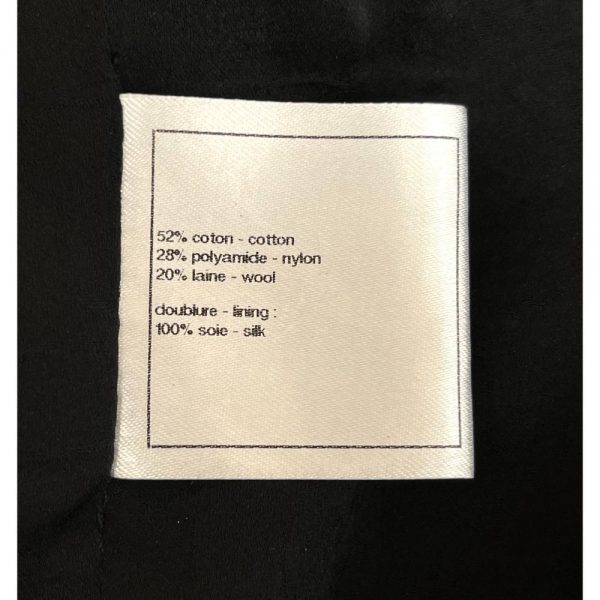 52% coton - cotton
28% polyamide - nylon
20% laine - wool
doublure - lining :
100% soie - silk